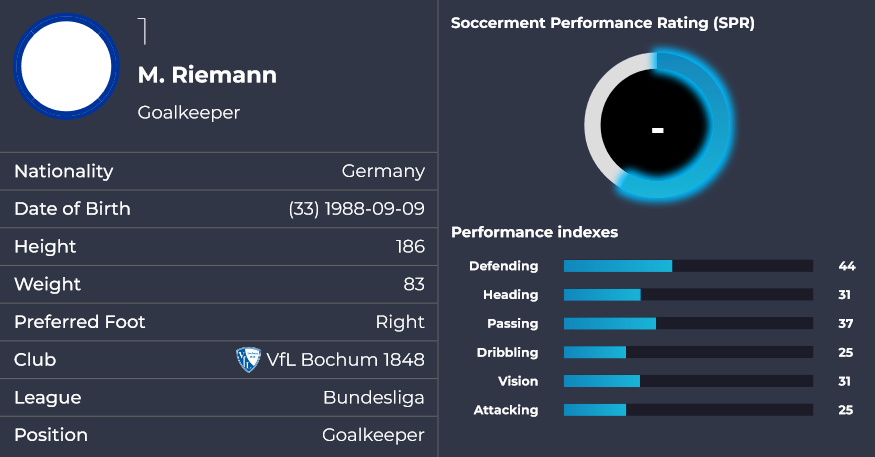 1
M. Riemann
Goalkeeper
Nationality Germany
Date of Birth (33) 1988-09-09
Height 186
Weight 83
Preferred Foot Right
Club VfL Bochum 1848
League Bundesliga
Position Goalkeeper
Soccerment Performance Rating (SPR)
-
Performance indexes
Defending 44
Heading 31
Passing 37
Dribbling 25
Vision 31
Attacking 25